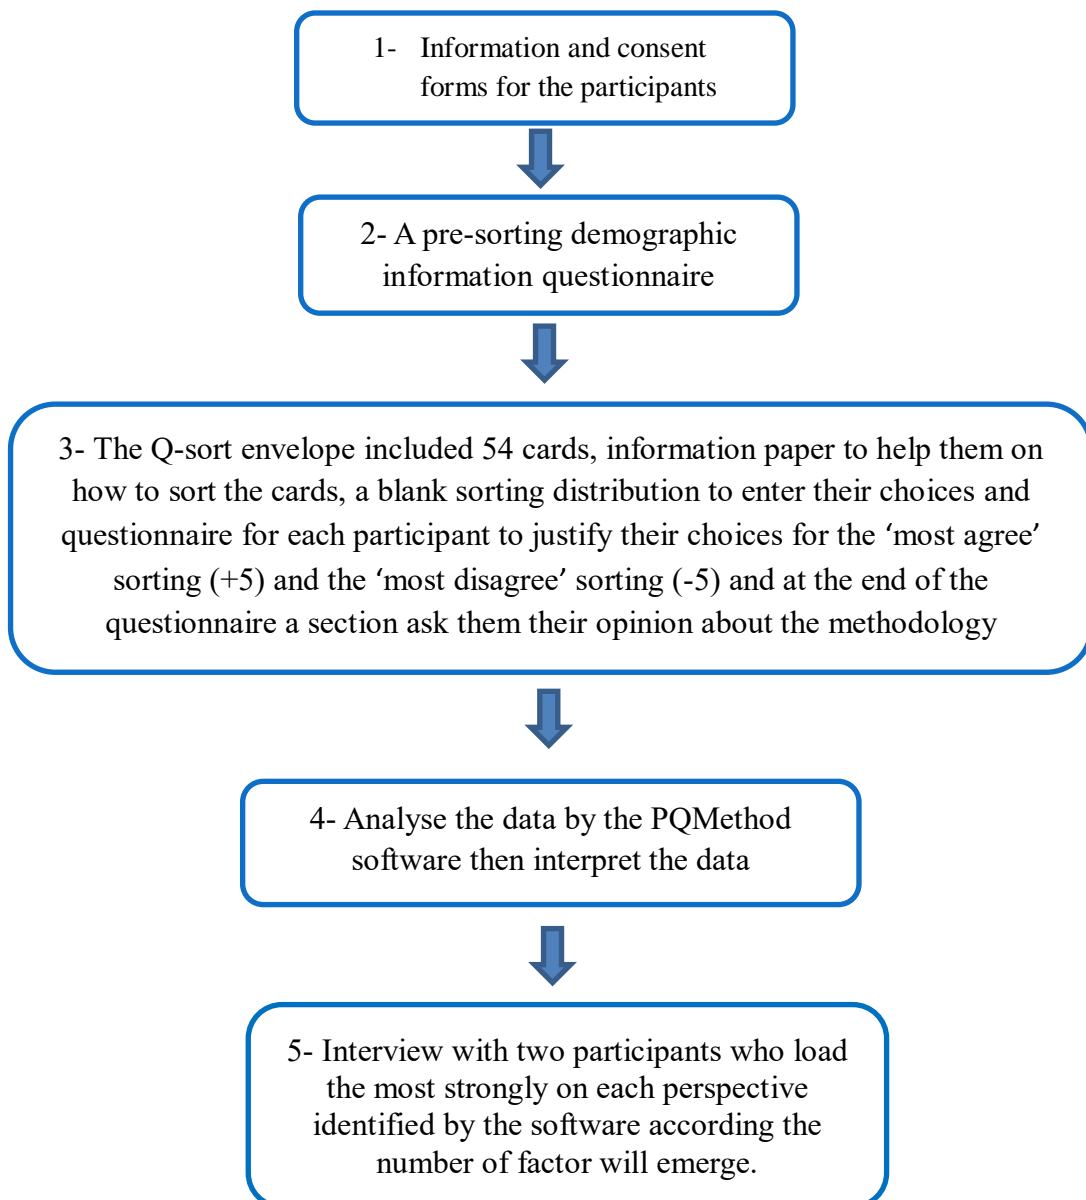 1- Information and consent
forms for the participants
2- A pre-sorting demographic
information questionnaire
3- The Q-sort envelope included 54 cards, information paper to help them on
how to sort the cards, a blank sorting distribution to enter their choices and
questionnaire for each participant to justify their choices for the ‘most agree’
sorting (+5) and the ‘most disagree’ sorting (-5) and at the end of the
questionnaire a section ask them their opinion about the methodology
4- Analyse the data by the PQMethod
software then interpret the data
5- Interview with two participants who load
the most strongly on each perspective
identified by the software according the
number of factor will emerge.